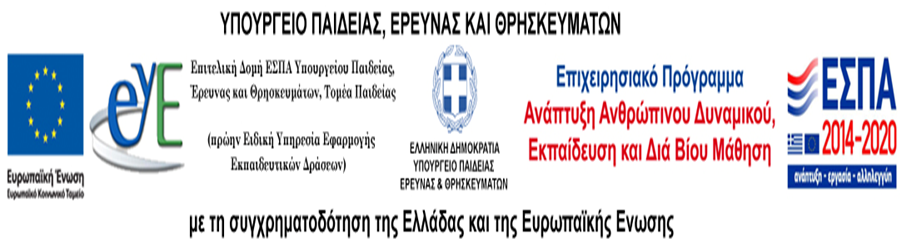 ΥΠΟΥΡΓΕΙΟ ΠΑΙΔΕΙΑΣ, ΕΡΕΥΝΑΣ ΚΑΙ ΘΡΗΣΚΕΥΜΑΤΩΝ
Ευρωπαϊκή Ένωση
Ευρωπαϊκό Κοινωνικό Ταμείο
eyE
Επιτελική Δομή ΕΣΠΑ Υπουργείου Παιδείας,
Έρευνας και Θρησκευμάτων, Τομέα Παιδείας
(πρώην Ειδική Υπηρεσία Εφαρμογής
Εκπαιδευτικών Δράσεων)
ΕΛΛΗΝΙΚΗ ΔΗΜΟΚΡΑΤΙΑ
ΥΠΟΥΡΓΕΙΟ ΠΑΙΔΕΙΑΣ
ΕΡΕΥΝΑΣ & ΘΡΗΣΚΕΥΜΑΤΩΝ
Επιχειρησιακό Πρόγραμμα
Ανάπτυξη Ανθρώπινου Δυναμικού,
Εκπαίδευση και Διά Βίου Μάθηση
ΕΣΠΑ
2014-2020
ανάπτυξη - εργασία - αλληλεγγύη
με τη συγχρηματοδότηση της Ελλάδας και της Ευρωπαϊκής Ενωσης